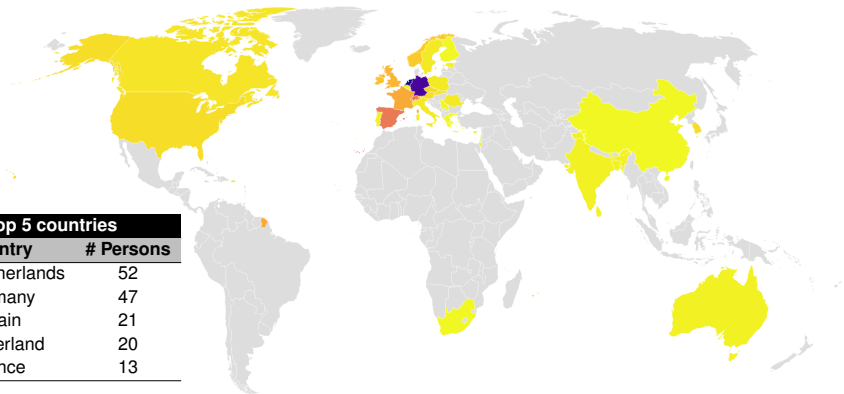 op 5 countries
ntry # Persons
herlands 52
many 47
ain 21
erland 20
nce 13